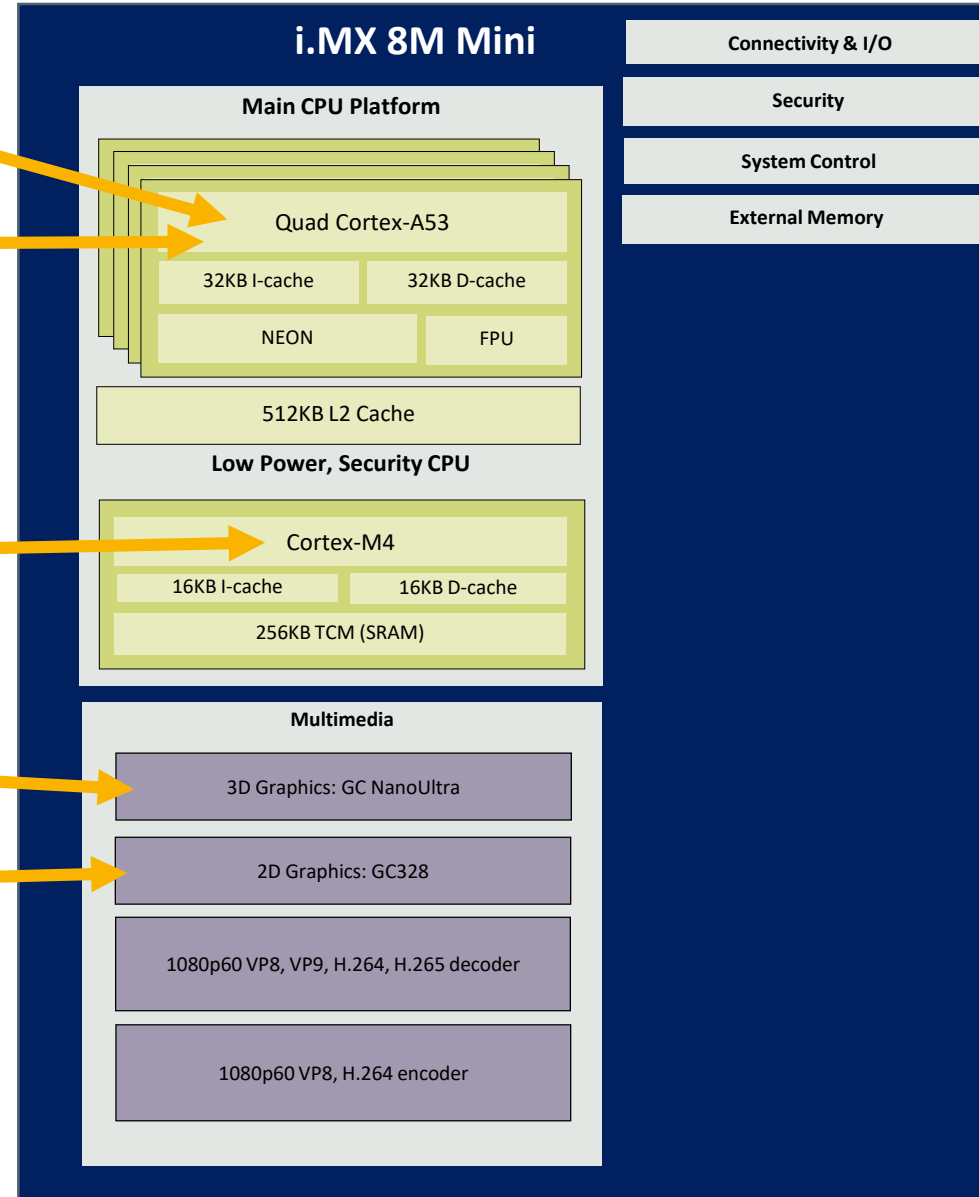 i.MX 8M Mini
Main CPU Platform
Quad Cortex-A53
32KB I-cache
32KB D-cache
NEON
FPU
512KB L2 Cache
Low Power, Security CPU
Cortex-M4
16KB I-cache
16KB D-cache
256KB TCM (SRAM)
Multimedia
3D Graphics: GC NanoUltra
2D Graphics: GC328
1080p60 VP8, VP9, H.264, H.265 decoder
1080p60 VP8, H.264 encoder
Connectivity & I/O
Security
System Control
External Memory